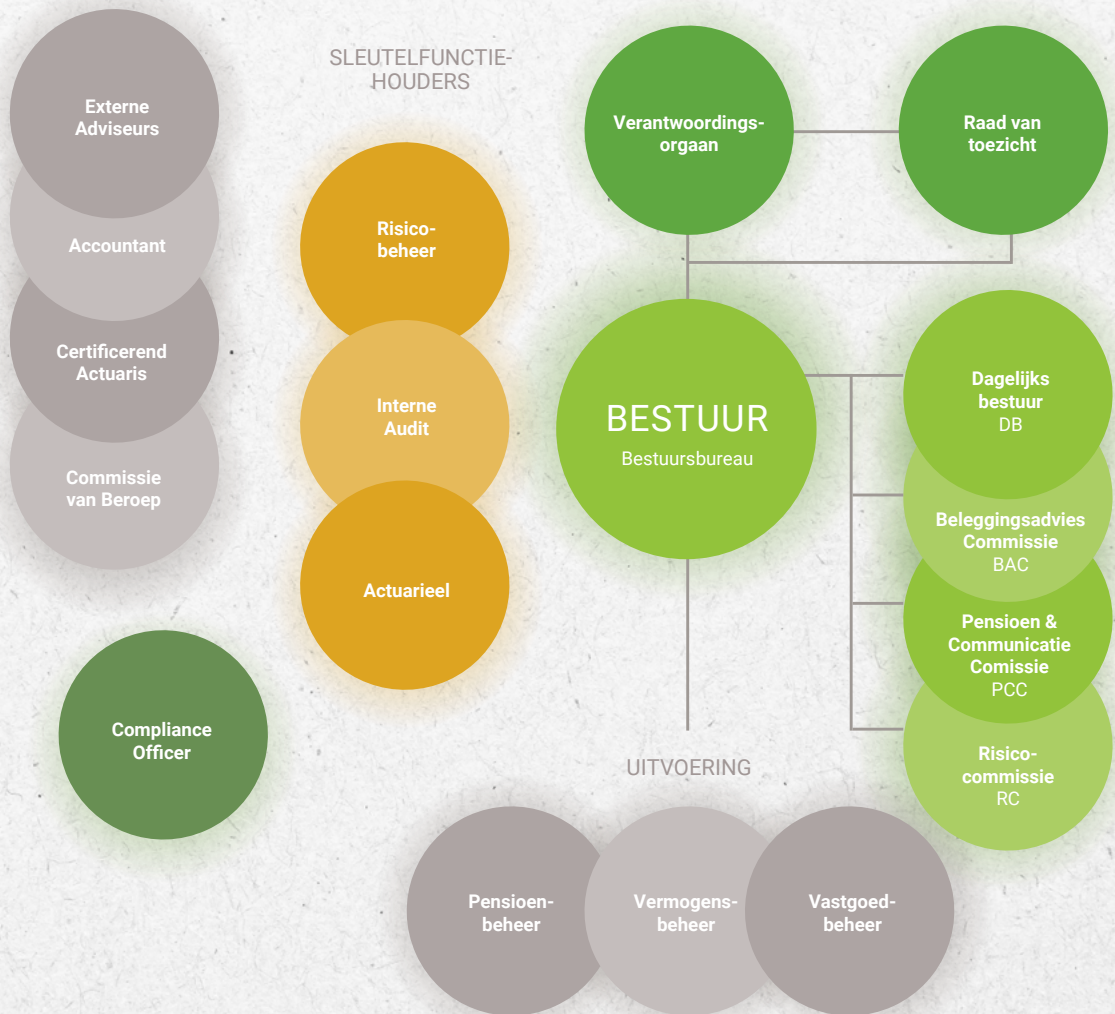 Externe
Adviseurs
Accountant
Certificerend
Actuaris
Commissie
van Beroep
Compliance
Officer
SLEUTELFUNCTIE-
HOUDERS
Risico-
beheer
Interne
Audit
Actuarieel
Verantwoordings-
orgaan
Raad van
toezicht
BESTUUR
Bestuursbureau
Dagelijks
bestuur
DB
Beleggingsadvies
Commissie
BAC
Pensioen &
Communicatie
Comissie
PCC
Risico-
commissie
RC
UITVOERING
Pensioen-
beheer
Vermogens-
beheer
Vastgoed-
beheer